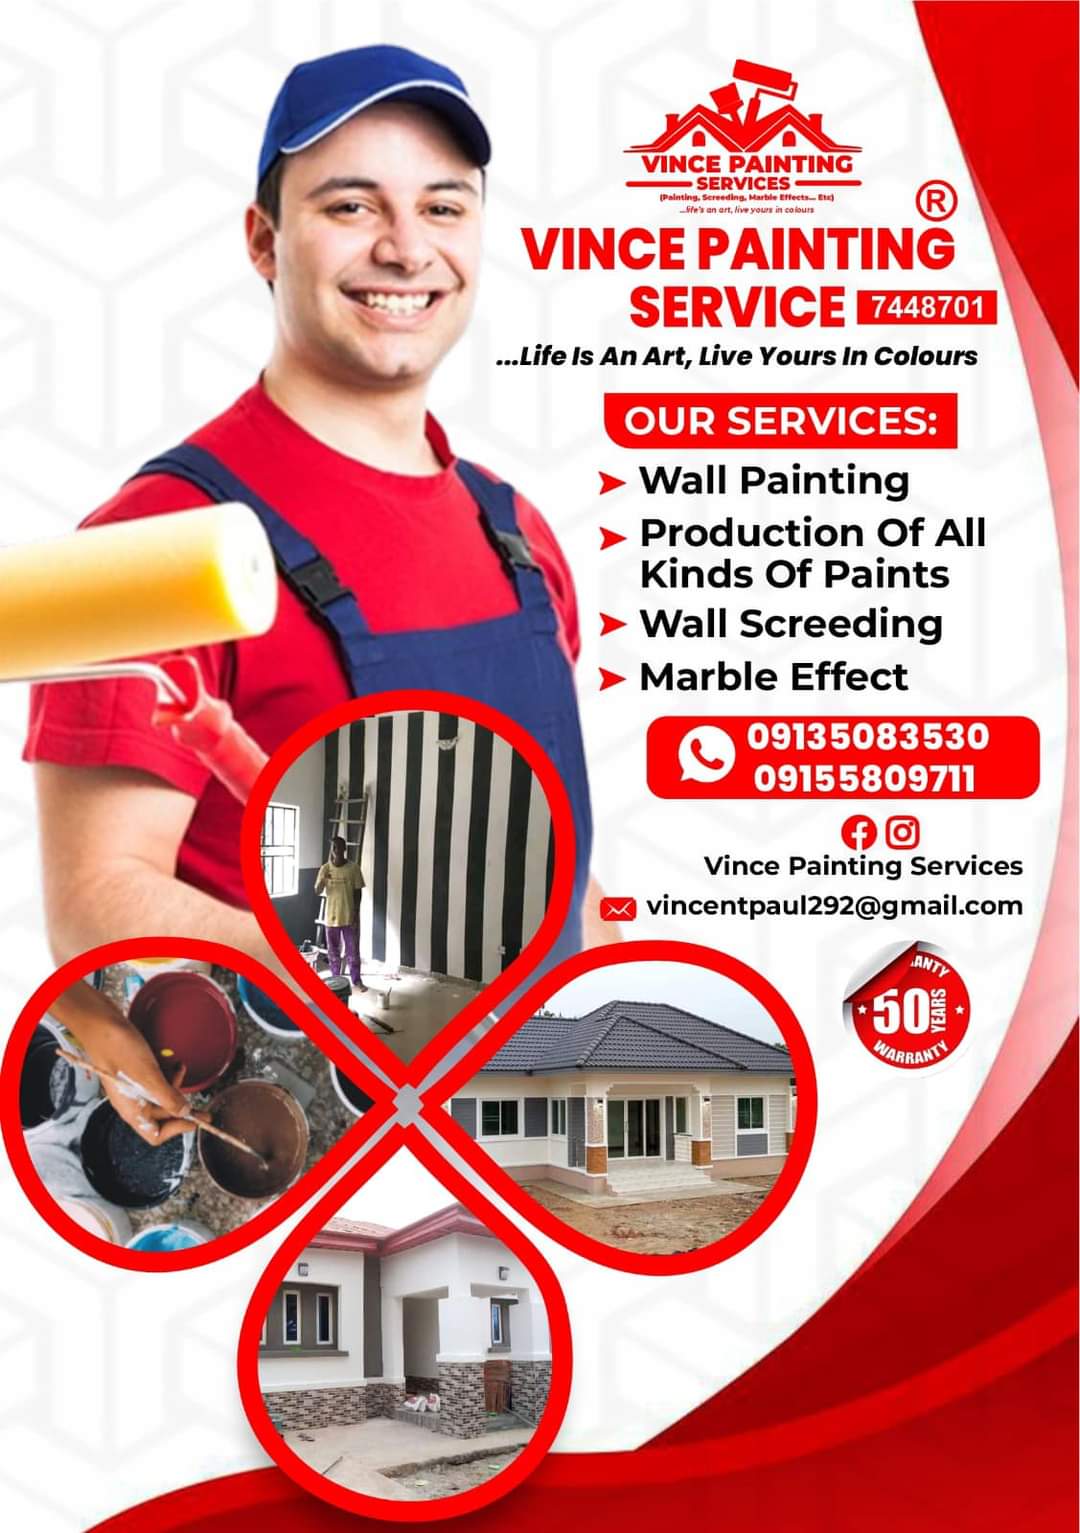 VINCE PAINTING
SERVICES
(Painting, Screeding, Marble Effects... Etc)
...life's an art, live yours in colours
®
VINCE PAINTING
SERVICE 7448701
...Life Is An Art, Live Yours In Colours
OUR SERVICES:
Wall Painting
Production Of All
Kinds Of Paints
Wall Screeding
Marble Effect
09135083530
09155809711
Vince Painting Services
vincentpaul292@gmail.com
ANTY
50 YEARS
WARRANTY